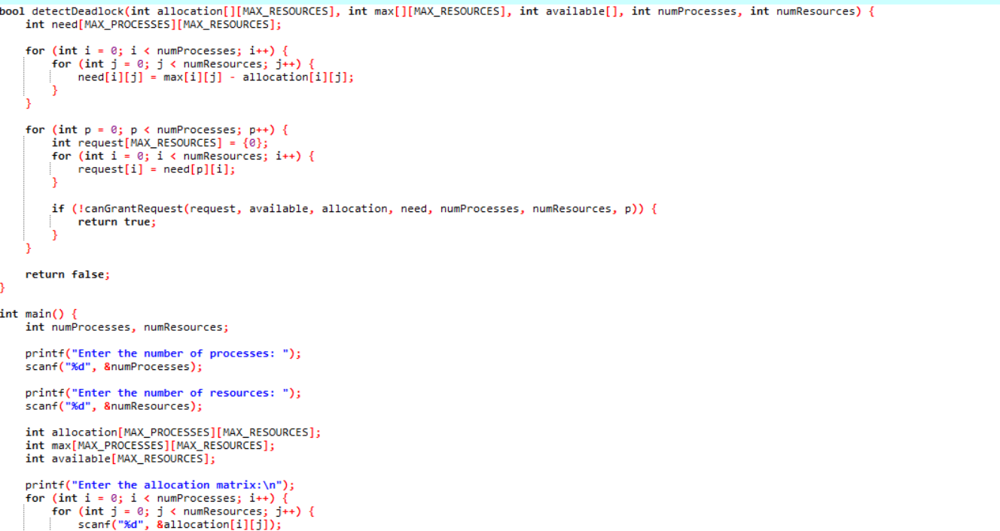 bool detectDeadlock(int allocation[][MAX_RESOURCES], int max[][MAX_RESOURCES], int available[], int numProcesses, int numResources) {
    int need[MAX_PROCESSES][MAX_RESOURCES];

    for (int i = 0; i < numProcesses; i++) {
        for (int j = 0; j < numResources; j++) {
            need[i][j] = max[i][j] - allocation[i][j];
        }
    }

    for (int p = 0; p < numProcesses; p++) {
        int request[MAX_RESOURCES] = {0};
        for (int i = 0; i < numResources; i++) {
            request[i] = need[p][i];
        }

        if (!canGrantRequest(request, available, allocation, need, numProcesses, numResources, p)) {
            return true;
        }
    }

    return false;
}

int main() {
    int numProcesses, numResources;

    printf("Enter the number of processes: ");
    scanf("%d", &numProcesses);

    printf("Enter the number of resources: ");
    scanf("%d", &numResources);

    int allocation[MAX_PROCESSES][MAX_RESOURCES];
    int max[MAX_PROCESSES][MAX_RESOURCES];
    int available[MAX_RESOURCES];

    printf("Enter the allocation matrix:\n");
    for (int i = 0; i < numProcesses; i++) {
        for (int j = 0; j < numResources; j++) {
            scanf("%d", &allocation[i][j]);